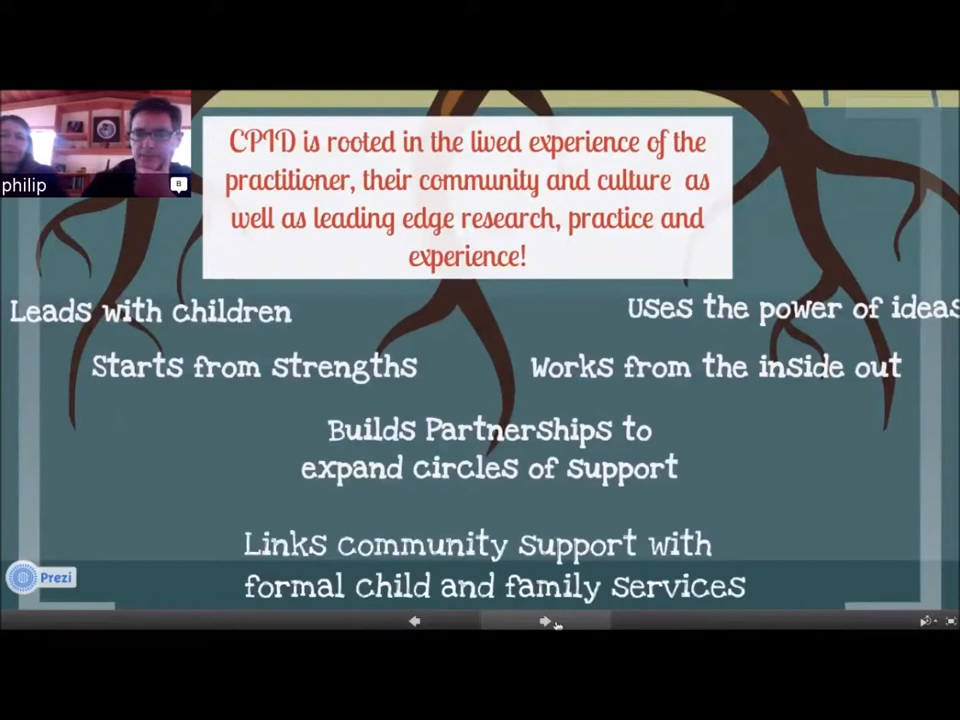 CPID is rooted in the lived experience of the
practitioner, their community and culture as
well as leading edge research, practice and
experience!
philip
B
Leads with children
Uses the power of ideas
Starts from strengths
Works from the inside out
Builds Partnerships to
expand circles of support
Links community support with
formal child and family services
Prezi